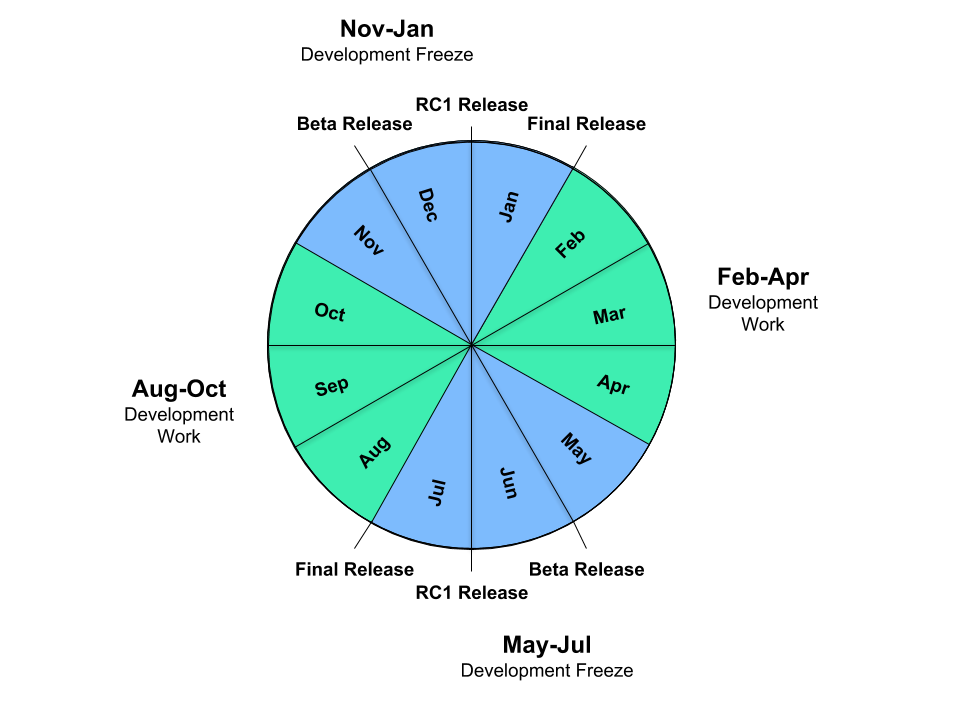 Nov-Jan
Development Freeze
RC1 Release
Beta Release
Final Release
Dec
Jan
Nov
Feb
Oct
Mar
Feb-Apr
Development
Work
Aug-Oct
Development
Work
Sep
Apr
Aug
May
Jul
Jun
Final Release
Beta Release
RC1 Release
May-Jul
Development Freeze